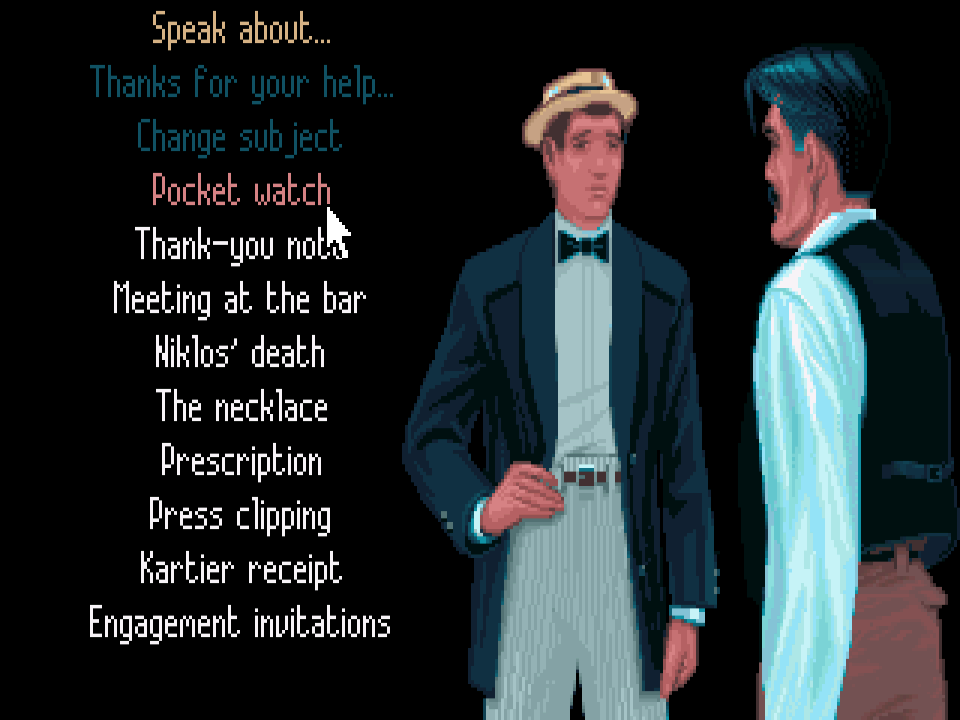 Speak about...
Thanks for your help...
Change subject
Pocket watch
Thank-you note
Meeting at the bar
Niklos' death
The necklace
Prescription
Press clipping
Kartier receipt
Engagement invitations